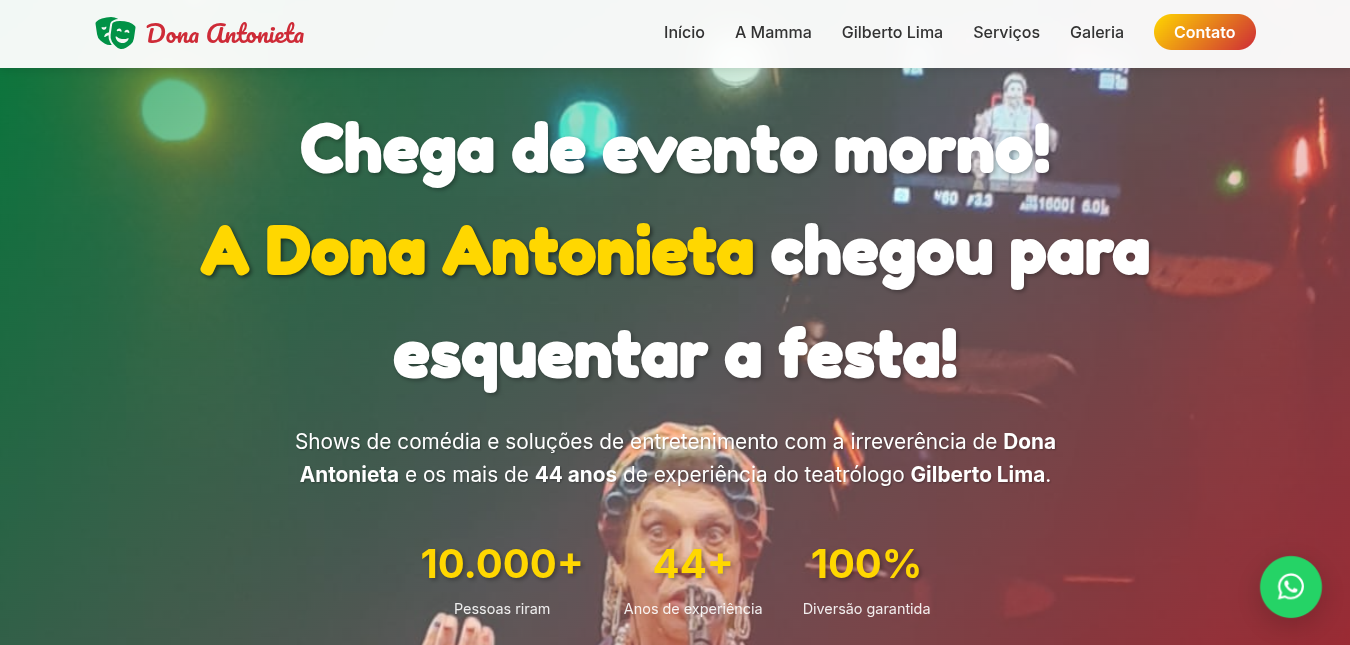 Dona Antonieta
Início A Mamma Gilberto Lima Serviços Galeria Contato
Chega de evento morno!
A Dona Antonieta chegou para
esquentar a festa!
Shows de comédia e soluções de entretenimento com a irreverência de Dona
Antonieta e os mais de 44 anos de experiência do teatrólogo Gilberto Lima.
10.000+ 44+ 100%
Pessoas riram Anos de experiência Diversão garantida